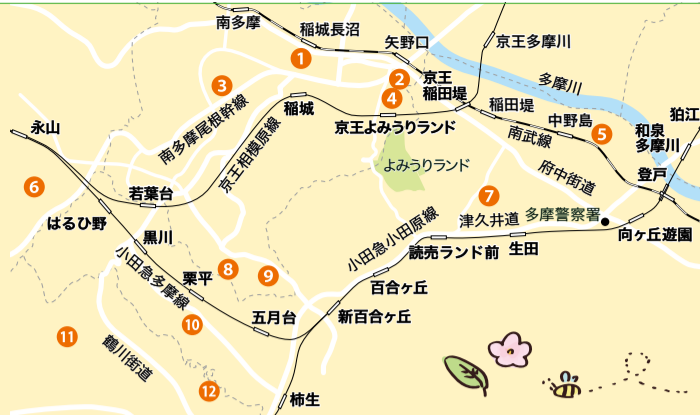 南多摩
稲城長沼
矢野口
京王多摩川
1
2
京王
稲田堤
多摩川
3
4
稲城
稲田堤
中野島
狛江
永山
南多摩尾根幹線
京王相模原線
京王よみうりランド
南武線
5
和泉
多摩川
よみうりランド
府中街道
登戸
6
若葉台
7
はるひ野
小田急小田原線
津久井道
多摩警察署
向ヶ丘遊園
黒川
読売ランド前
生田
小田急多摩線
栗平
8
9
百合ヶ丘
五月台
新百合ヶ丘
10
11
鶴川街道
12
柿生